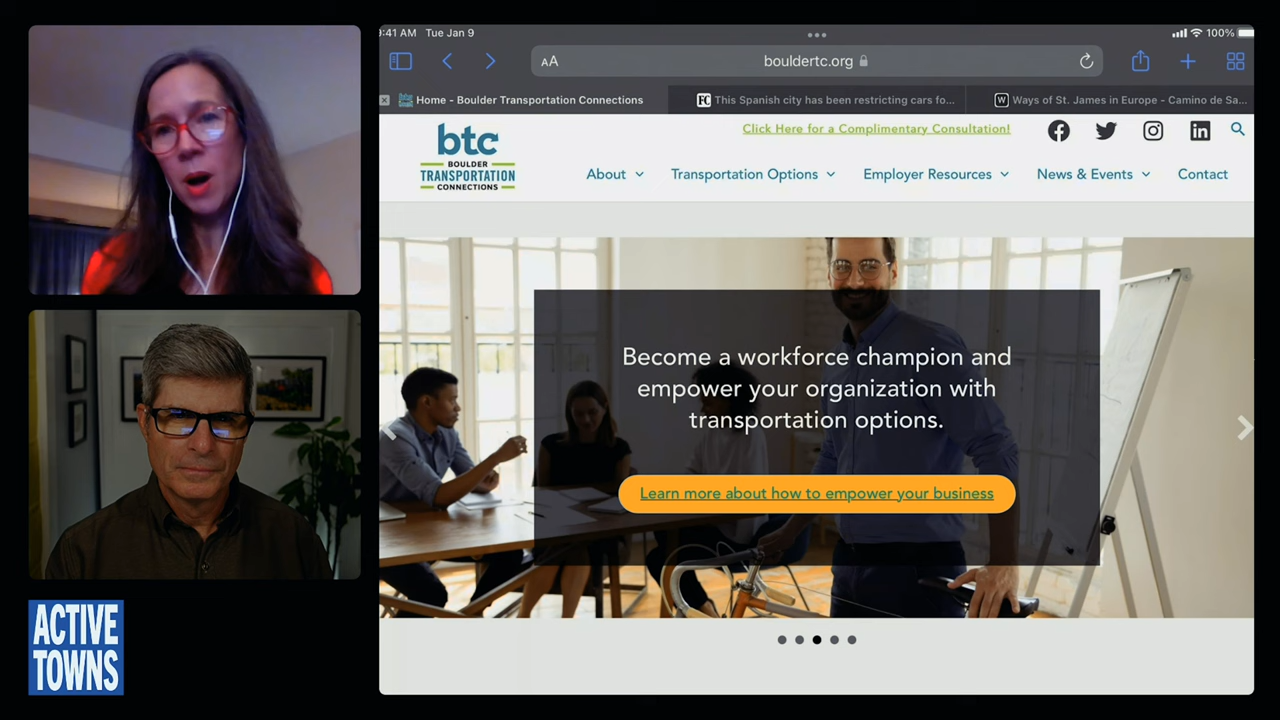 9:41 AM Tue Jan 9
100%
AA
bouldertc.org
Home - Boulder Transportation Connections
FC
This Spanish city has been restricting cars fo...
W
Ways of St. James in Europe - Camino de Sa...
btc
BOULDER
TRANSPORTATION
CONNECTIONS
Click Here for a Complimentary Consultation!
About
Transportation Options
Employer Resources
News & Events
Contact
Become a workforce champion and
empower your organization with
transportation options.
Learn more about how to empower your business
ACTIVE
TOWNS